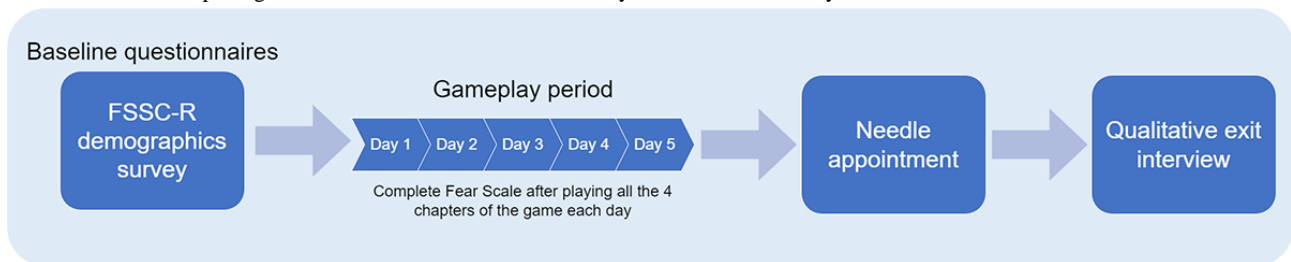 Baseline questionnaires
FSSC-R
demographics
survey
Gameplay period
Day 1 Day 2 Day 3 Day 4 Day 5
Complete Fear Scale after playing all the 4
chapters of the game each day
Needle
appointment
Qualitative exit
interview